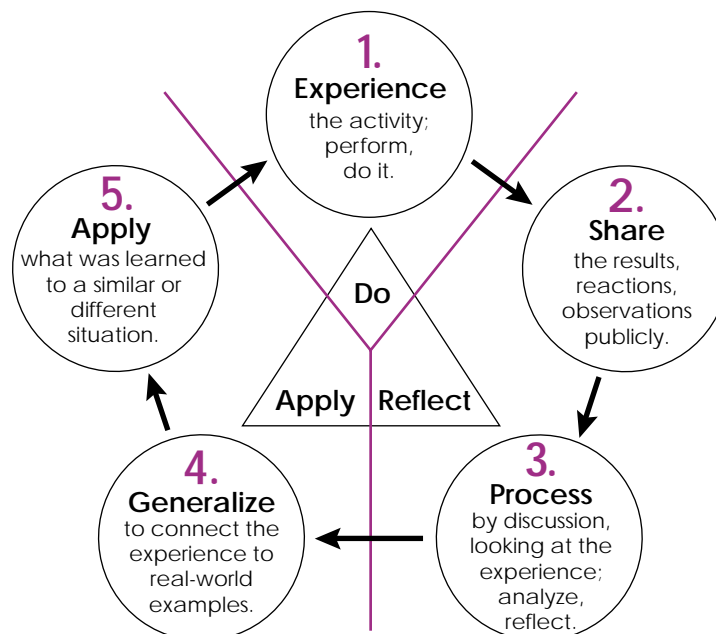 1.
Experience
the activity;
perform,
do it.
2.
Share
the results,
reactions,
observations
publicly.
3.
Process
by discussion,
looking at the
experience;
analyze,
reflect.
4.
Generalize
to connect the
experience to
real-world
examples.
5.
Apply
what was learned
to a similar or
different
situation.
Do
Apply
Reflect